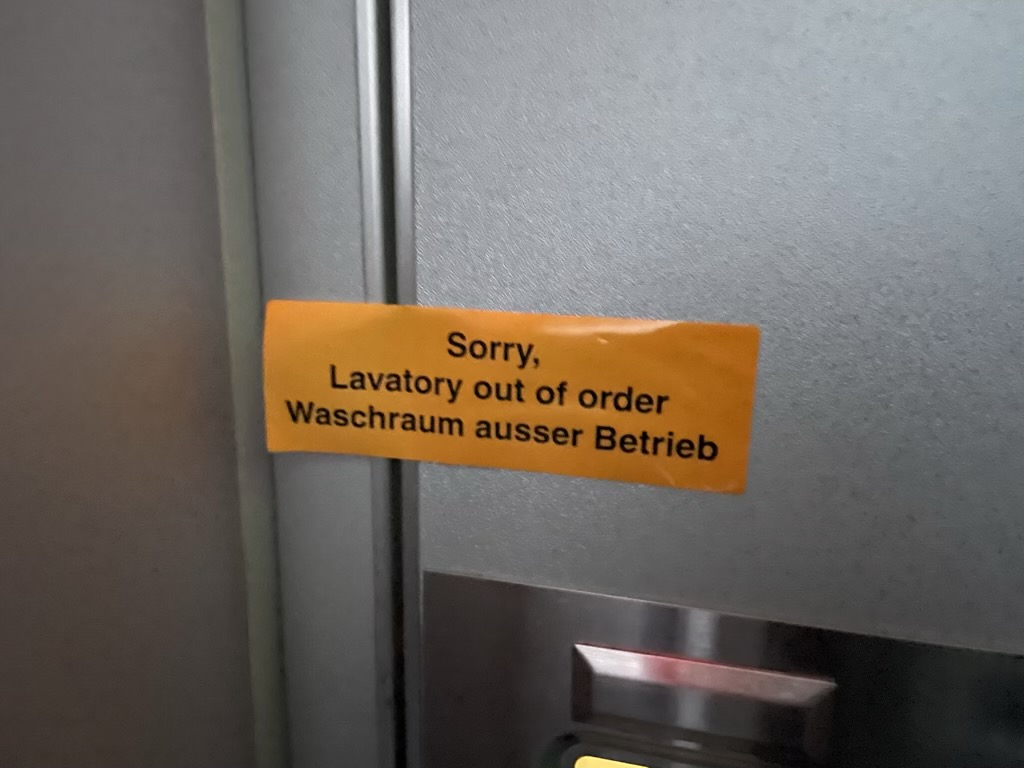 Sorry,
Lavatory out of order
Waschraum ausser Betrieb